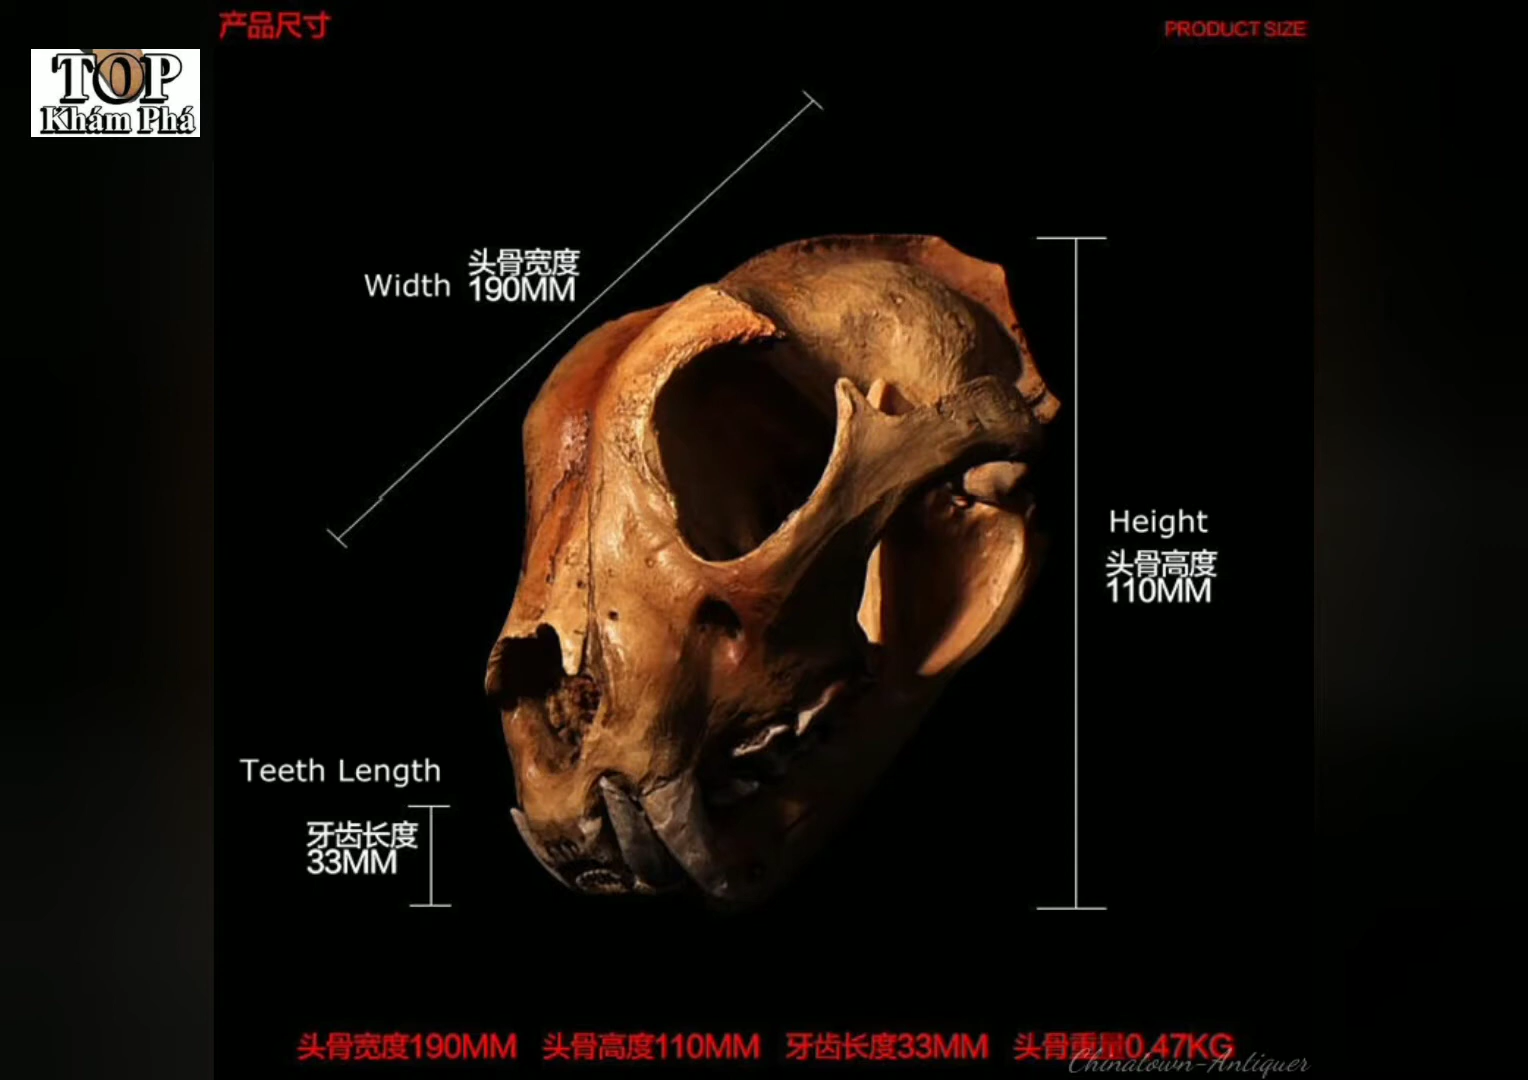 产品尺寸
PRODUCT SIZE
TOP
Khám Phá
Width
头骨宽度
190MM
Height
头骨高度
110MM
Teeth Length
牙齿长度
33MM
头骨宽度190MM 头骨高度110MM 牙齿长度33MM 头骨重量0.47KG
Chinatown-Antiquer